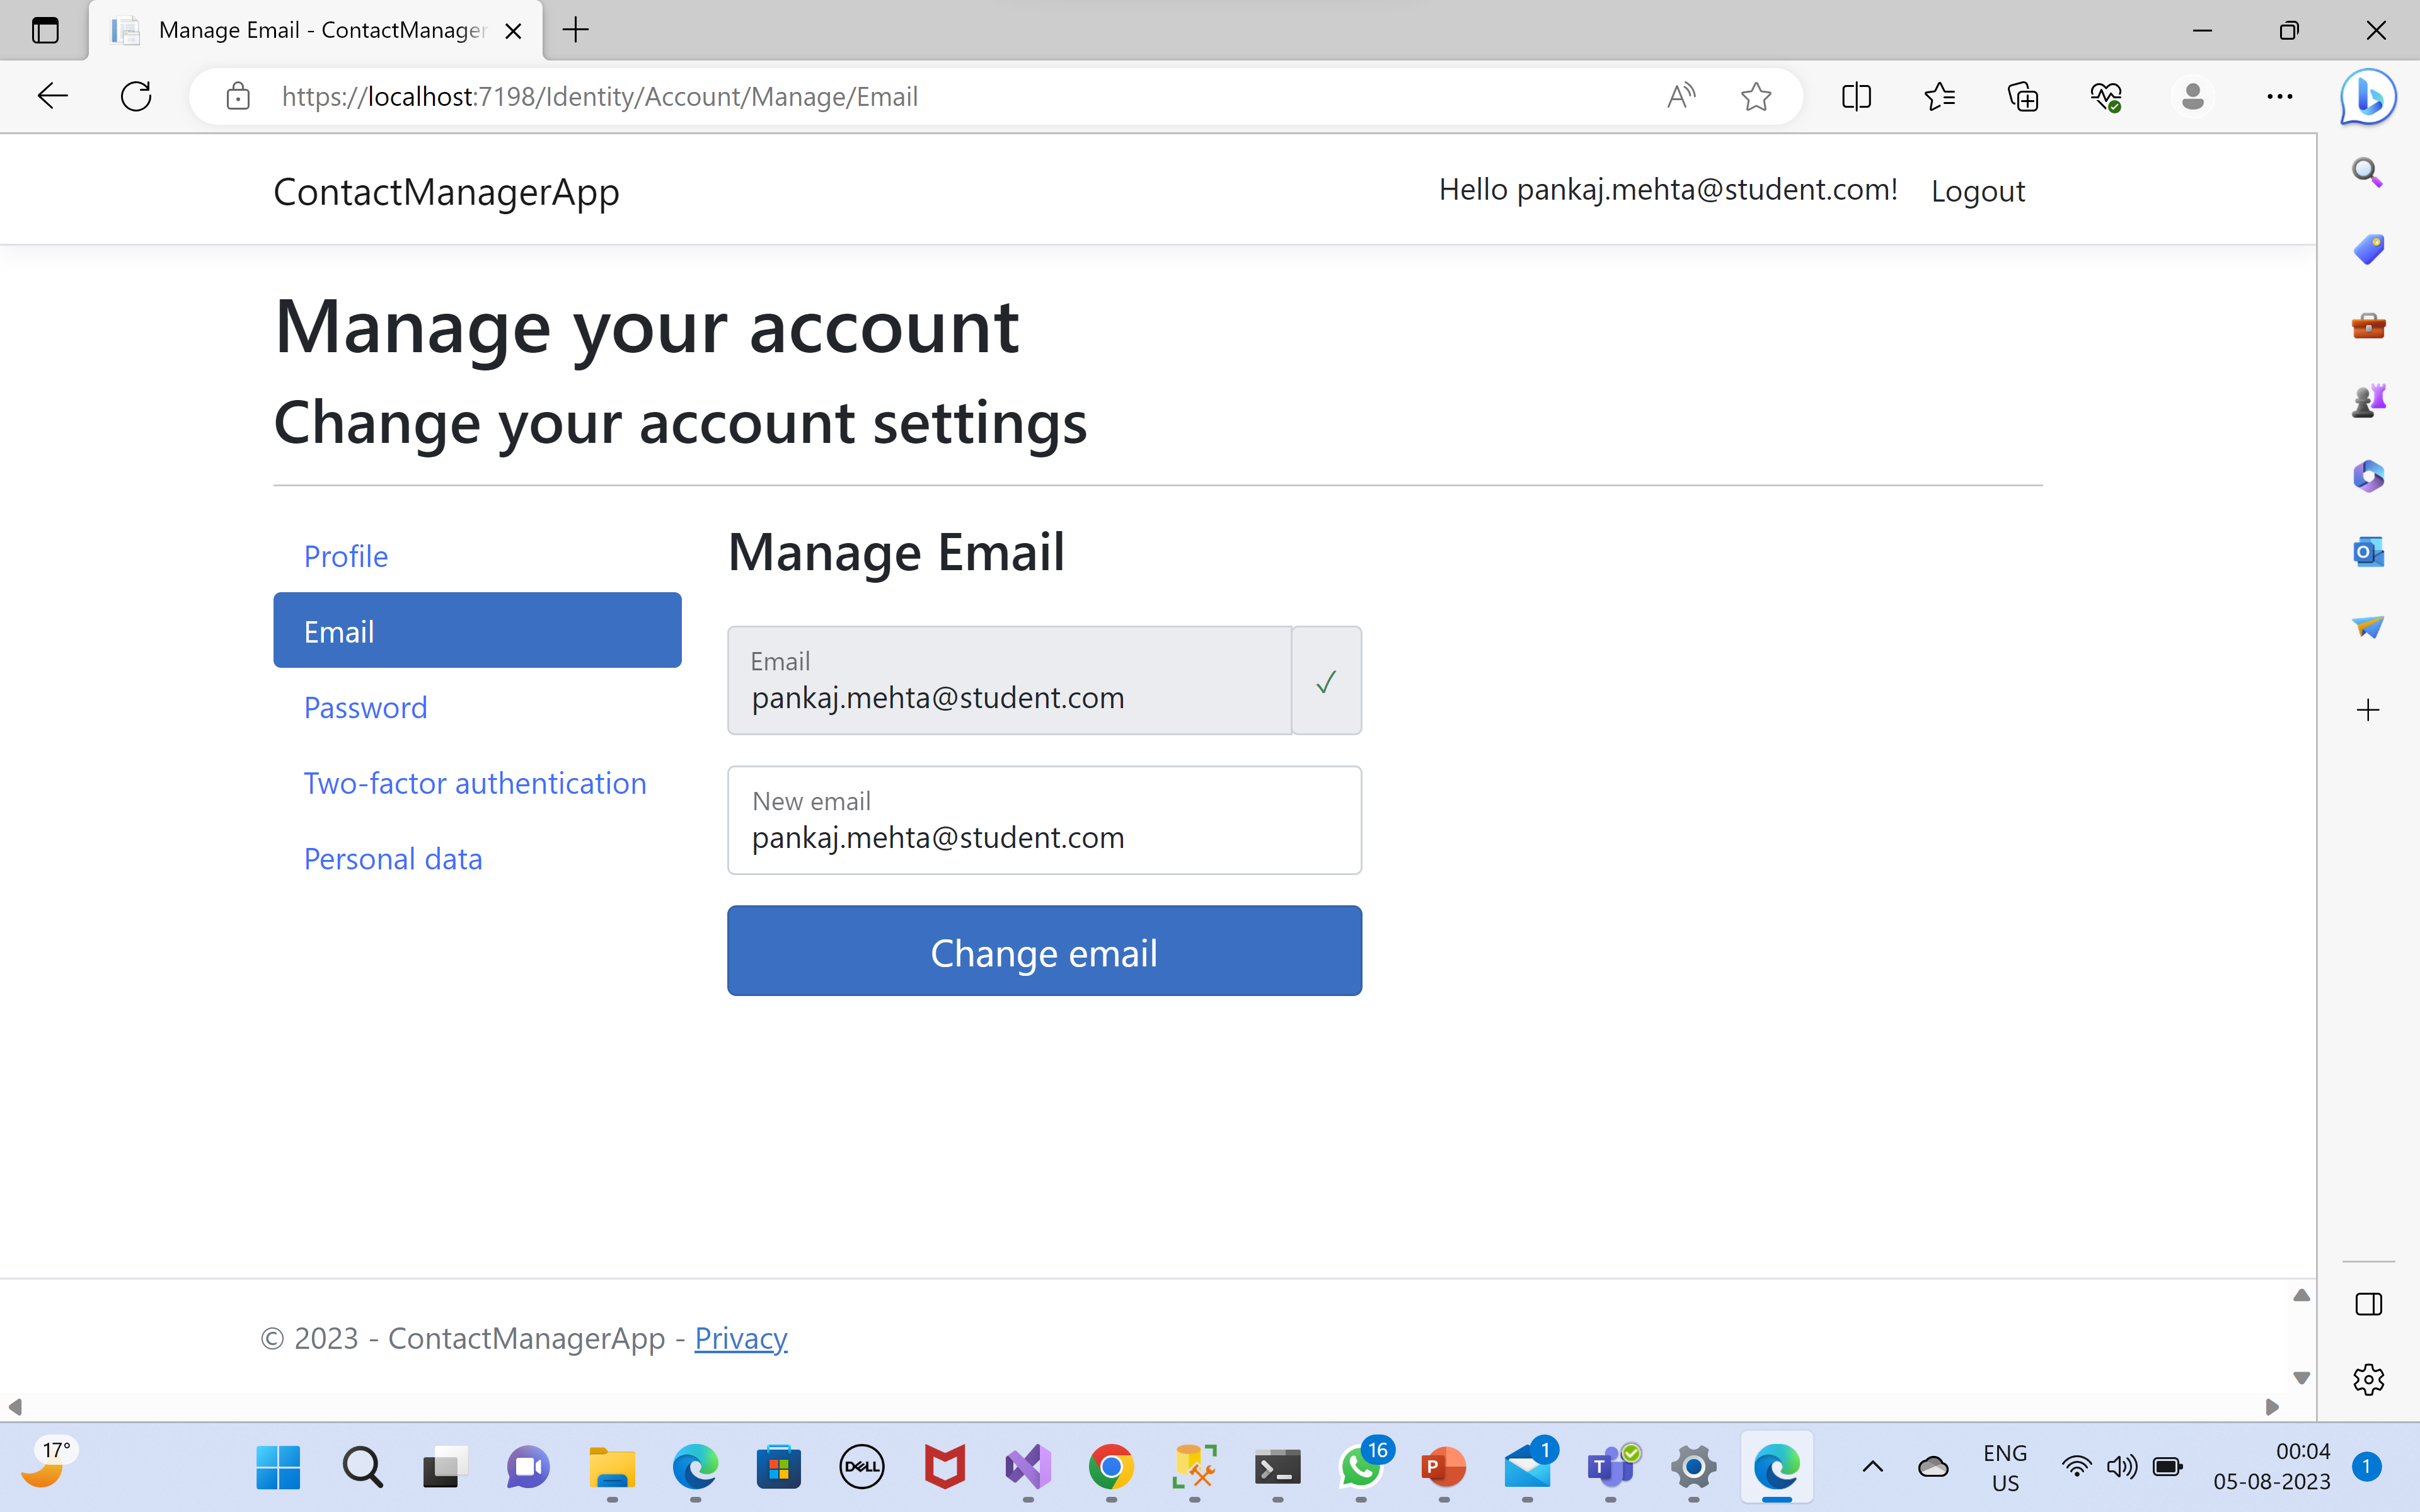 Manage Email - ContactManager
https://localhost:7198/Identity/Account/Manage/Email
ContactManagerApp
Hello pankaj.mehta@student.com!
Logout
Manage your account
Change your account settings
Profile
Email
Password
Two-factor authentication
Personal data
Manage Email
Email
pankaj.mehta@student.com
New email
pankaj.mehta@student.com
Change email
© 2023 - ContactManagerApp - Privacy
17°
DELL
16
P
1
T
ENG
US
00:04
05-08-2023
1